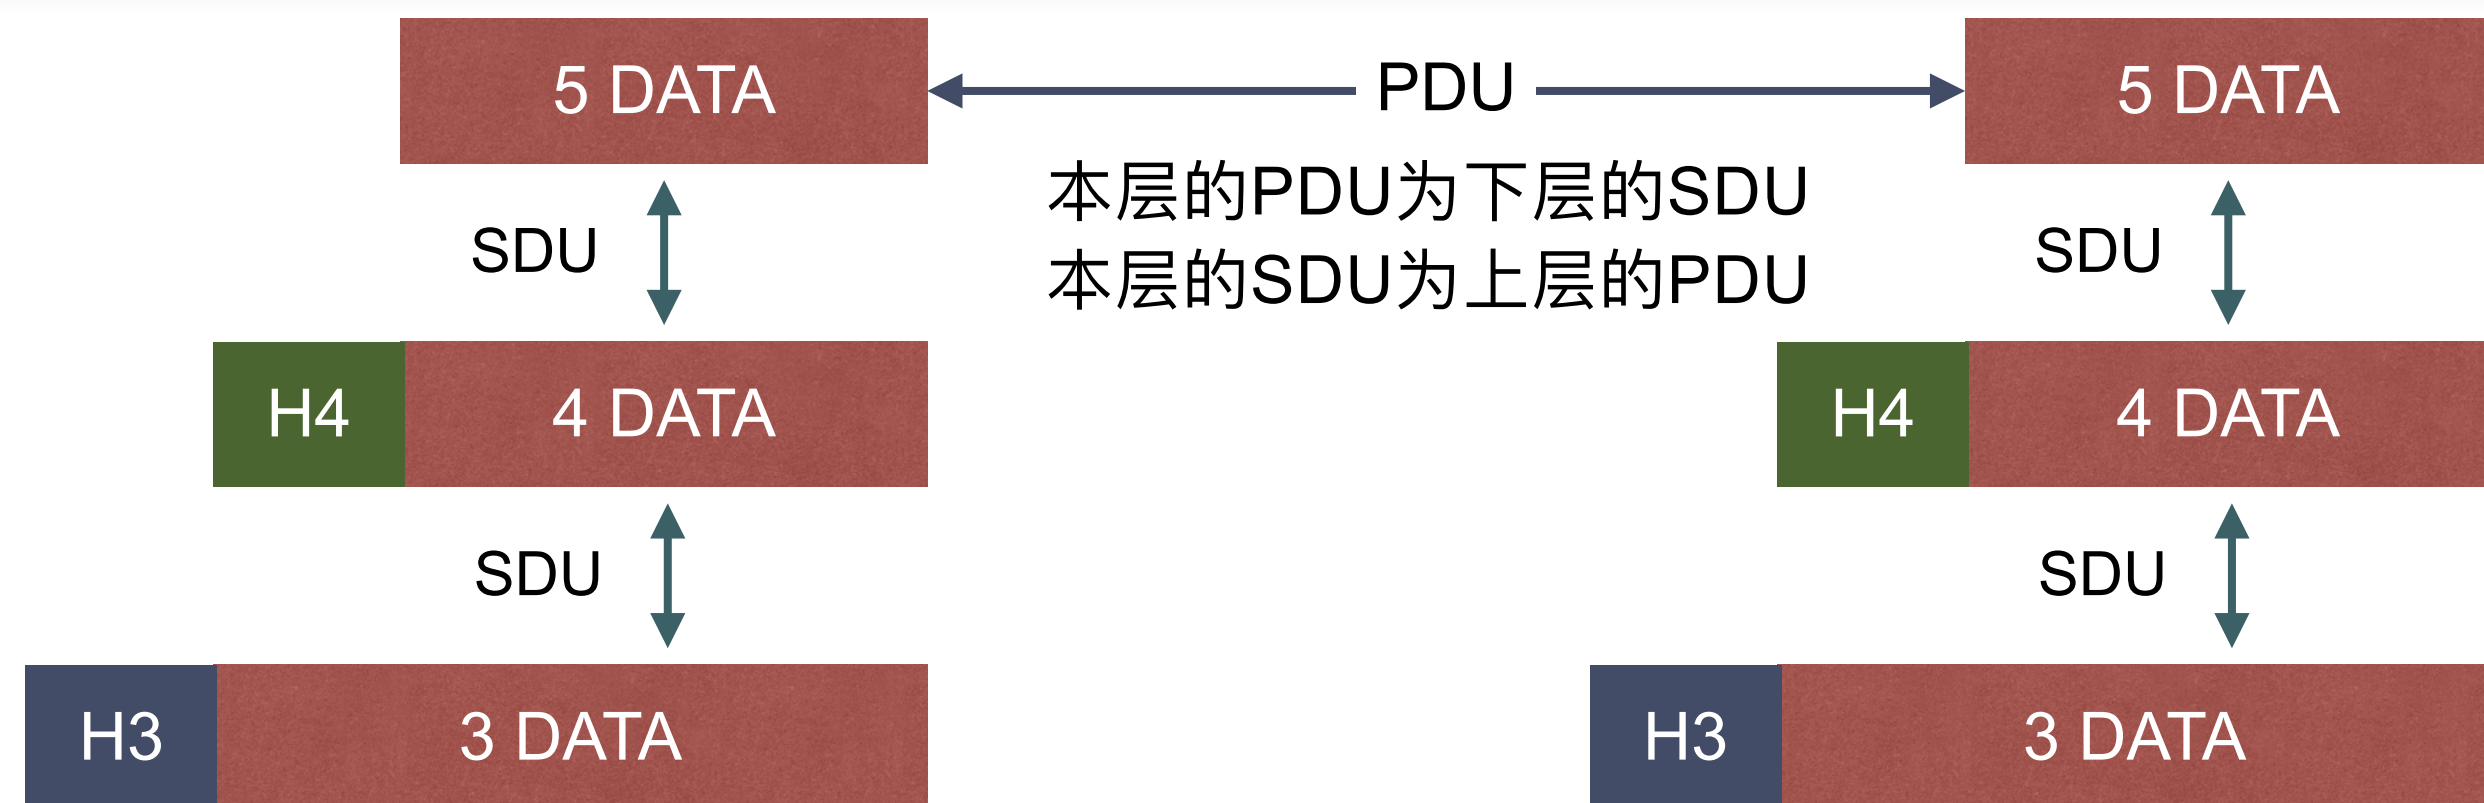 5 DATA PDU 5 DATA
本层的PDU为下层的SDU
SDU SDU
本层的SDU为上层的PDU
H4 4 DATA H4 4 DATA
SDU SDU
H3 3 DATA H3 3 DATA